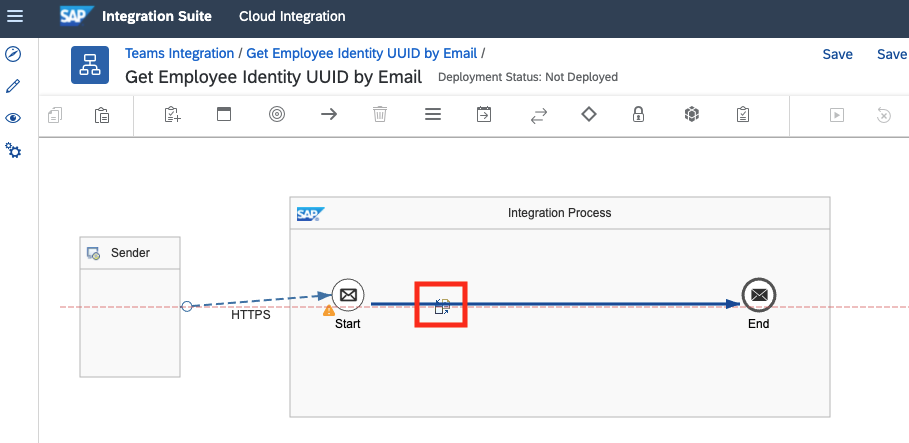 SAP Integration Suite Cloud Integration
Teams Integration / Get Employee Identity UUID by Email /
Save Save
Get Employee Identity UUID by Email Deployment Status: Not Deployed
SAP Integration Process
Sender
HTTPS
Start
End